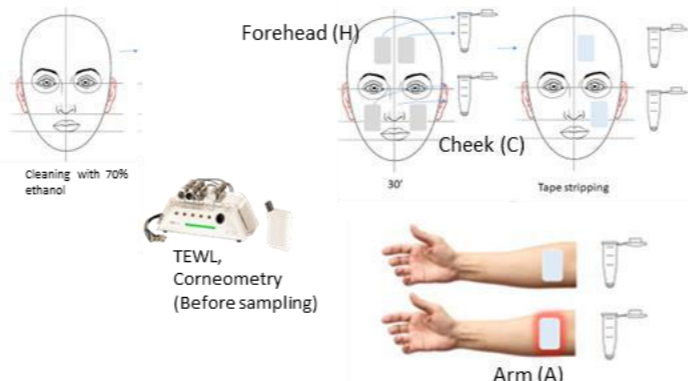 Forehead (H)
Cheek (C)
Cleaning with 70%
ethanol
30'
Tape stripping
TEWL,
Corneometry
(Before sampling)
Arm (A)